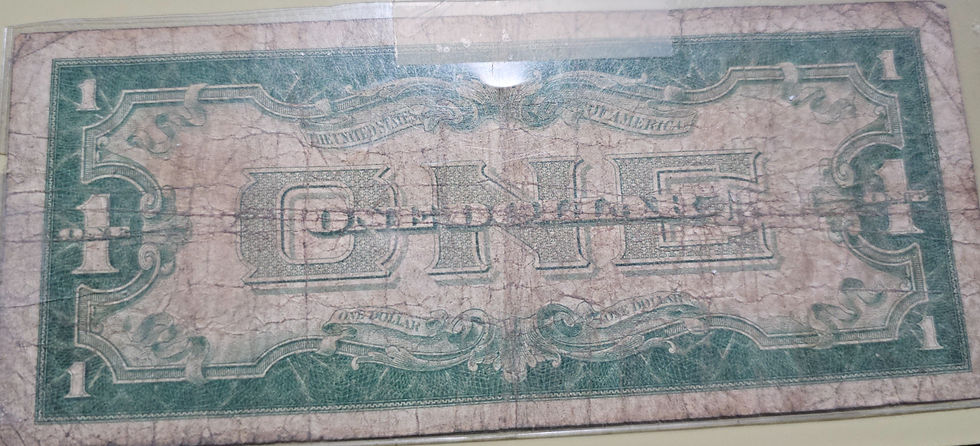 1 1
THE UNITED STATES OF AMERICA
1 ONE 1
ONE DOLLAR
ONE DOLLAR ONE DOLLAR
1 1